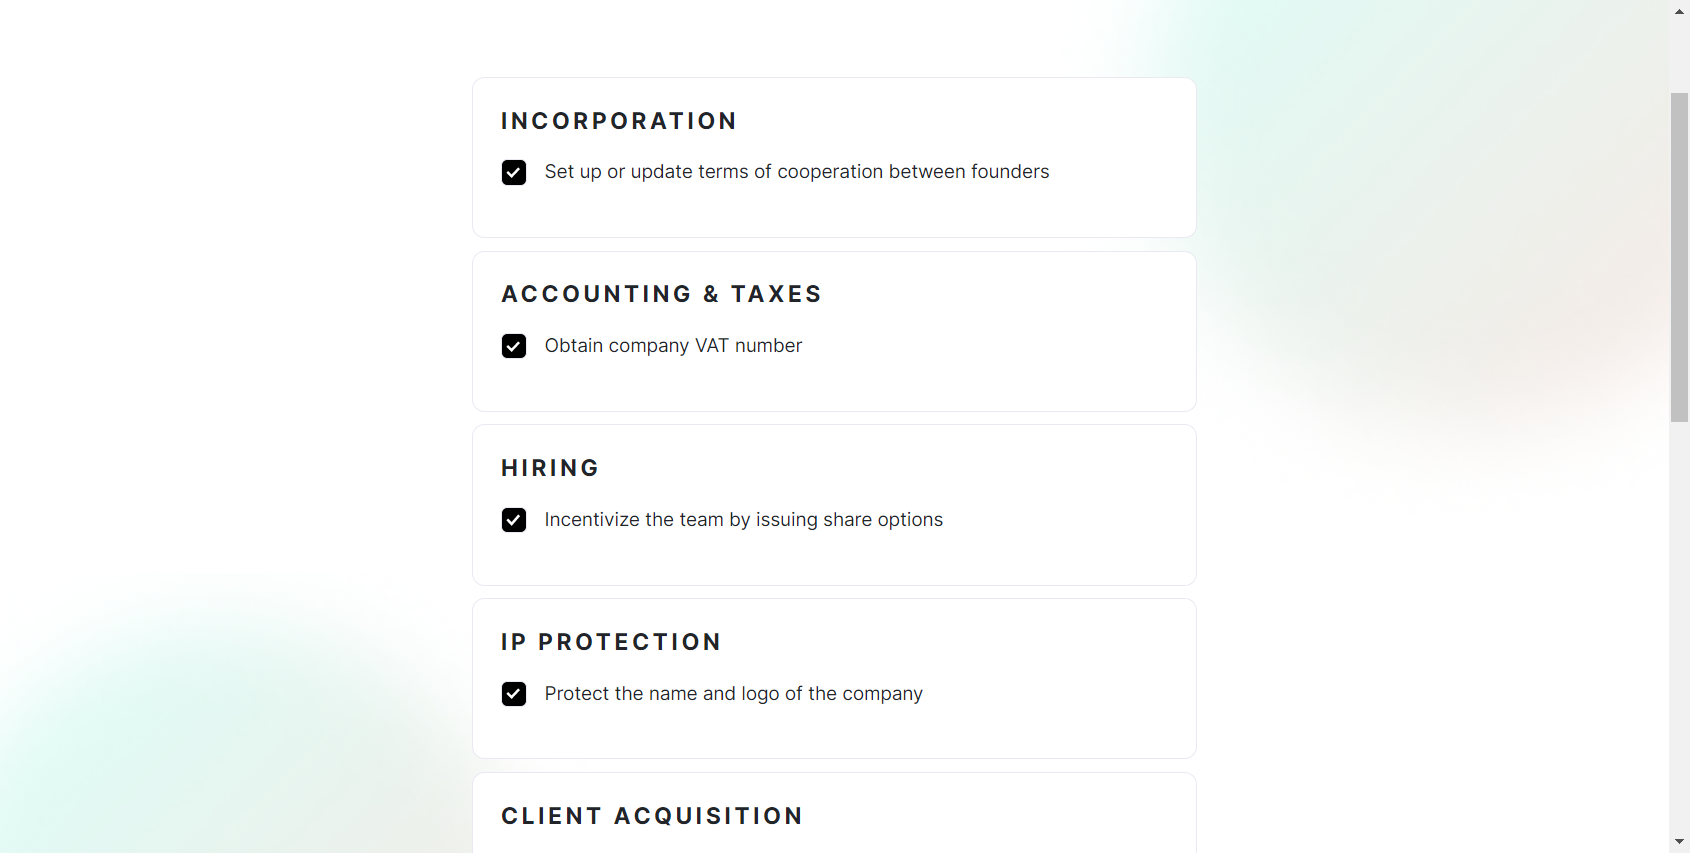 INCORPORATION
Set up or update terms of cooperation between founders
ACCOUNTING & TAXES
Obtain company VAT number
HIRING
Incentivize the team by issuing share options
IP PROTECTION
Protect the name and logo of the company
CLIENT ACQUISITION